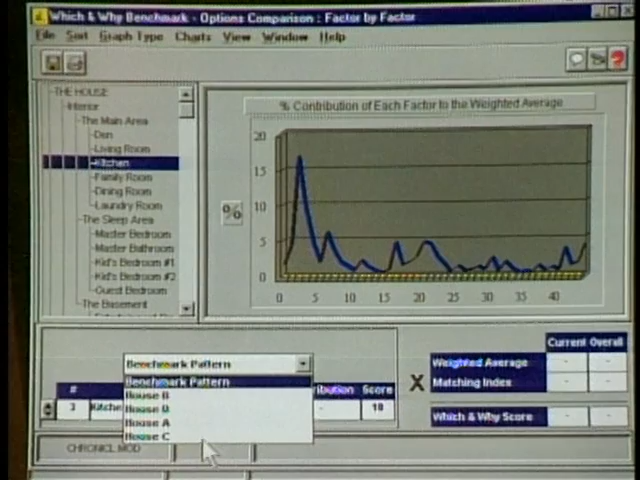 Which & Why Benchmark - Options Comparison : Factor by Factor
File Sort Graph Type Charts View Window Help
THE HOUSE
Interior
The Main Area
Den
Living Room
Kitchen
Family Room
Dining Room
Laundry Room
The Sleep Area
Master Bedroom
Master Bathroom
Kid's Bedroom #1
Kid's Bedroom #2
Guest Bedroom
The Basement
% Contribution of Each Factor to the Weighted Average
%
20
15
10
5
0
0 5 10 15 20 25 30 35 40
Benchmark Pattern
Benchmark Pattern
House B
House D
House A
House C
# Score
3 Kitche - 10
X
Current Overall
Weighted Average - -
Matching Index - -
Which & Why Score - -